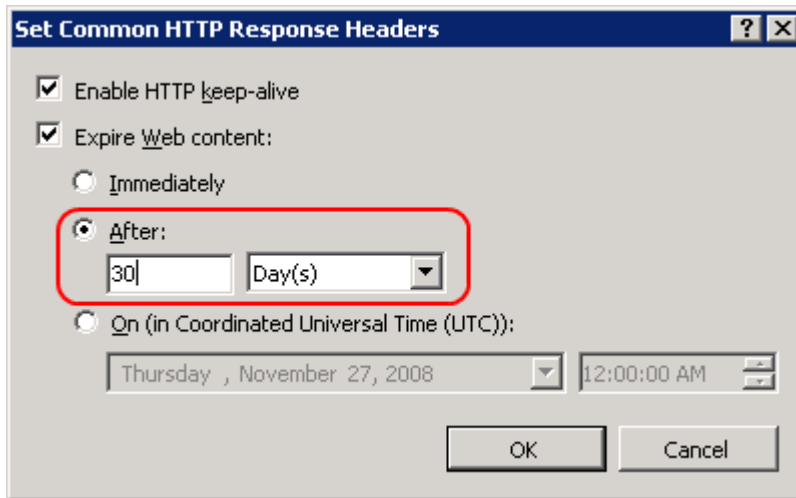 Set Common HTTP Response Headers
Enable HTTP keep-alive
Expire Web content:
Immediately
After:
30 Day(s)
On (in Coordinated Universal Time (UTC)):
Thursday , November 27, 2008 12:00:00 AM
OK Cancel